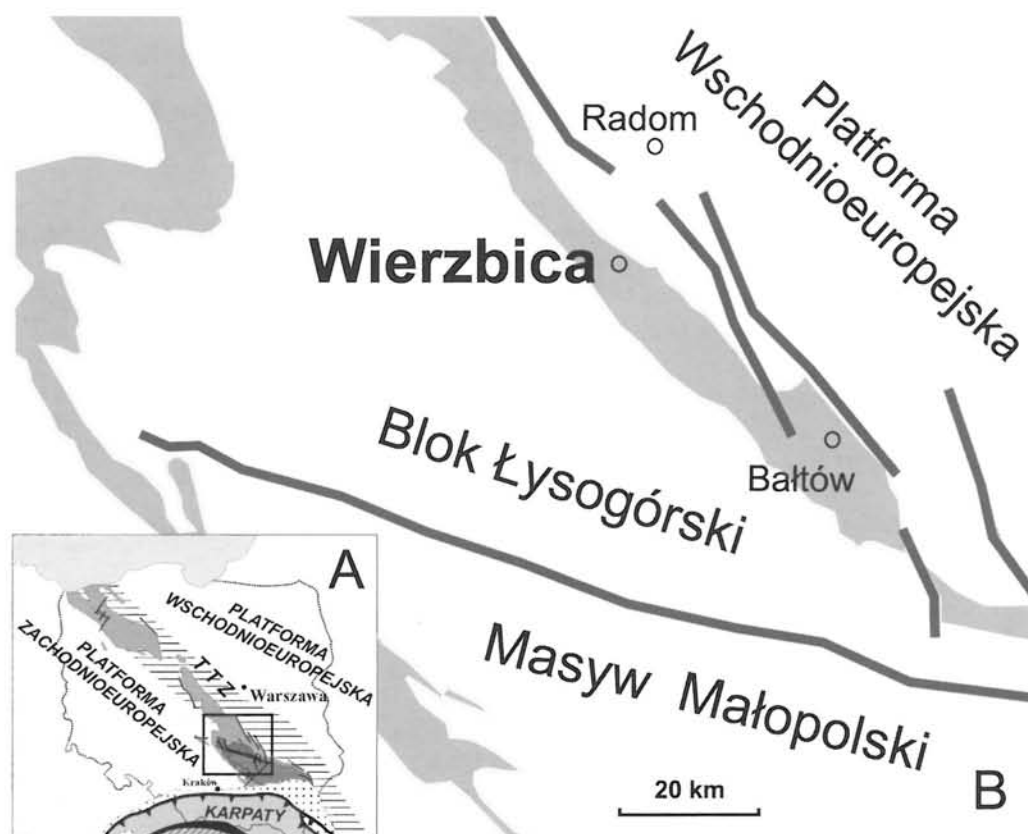 Radom
Platforma
Wschodnioeuropejska
Wierzbica
Blok Łysogórski
Bałtów
Masyw Małopolski
20 km
B
A
PLATFORMA
WSCHODNIOEUROPEJSKA
PLATFORMA
ZACHODNIOEUROPEJSKA
TTZ
Warszawa
Kraków
KARPATY